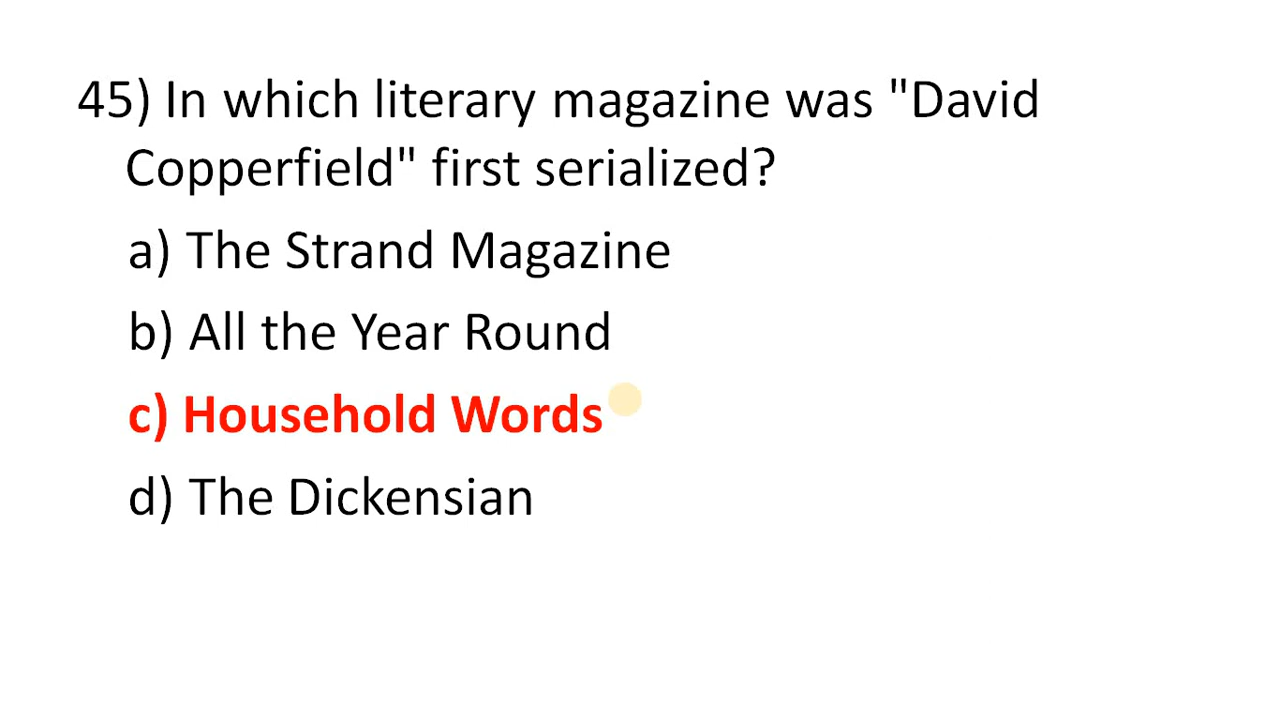 45) In which literary magazine was "David
Copperfield" first serialized?
a) The Strand Magazine
b) All the Year Round
c) Household Words
d) The Dickensian